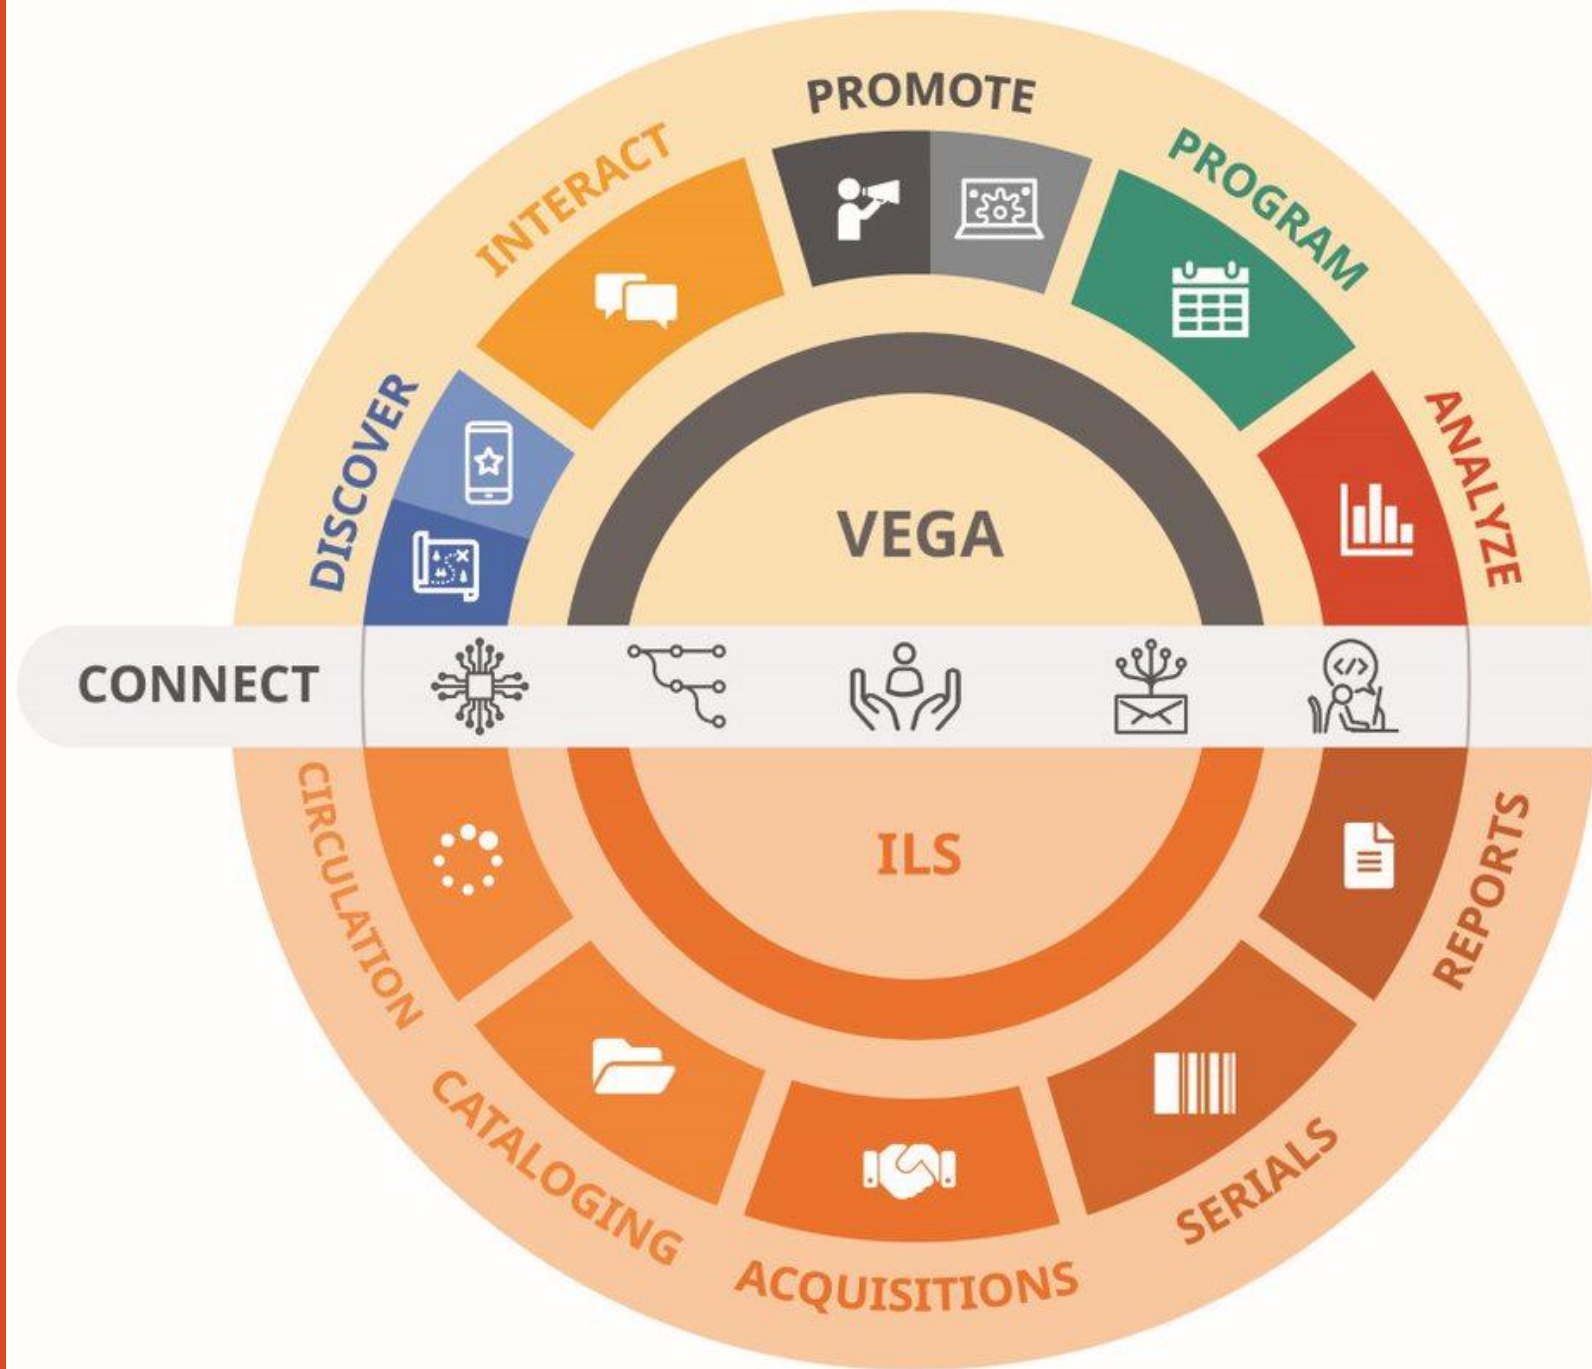 PROMOTE
INTERACT
PROGRAM
DISCOVER
ANALYZE
VEGA
CONNECT
ILS
CIRCULATION
REPORTS
CATALOGING
SERIALS
ACQUISITIONS